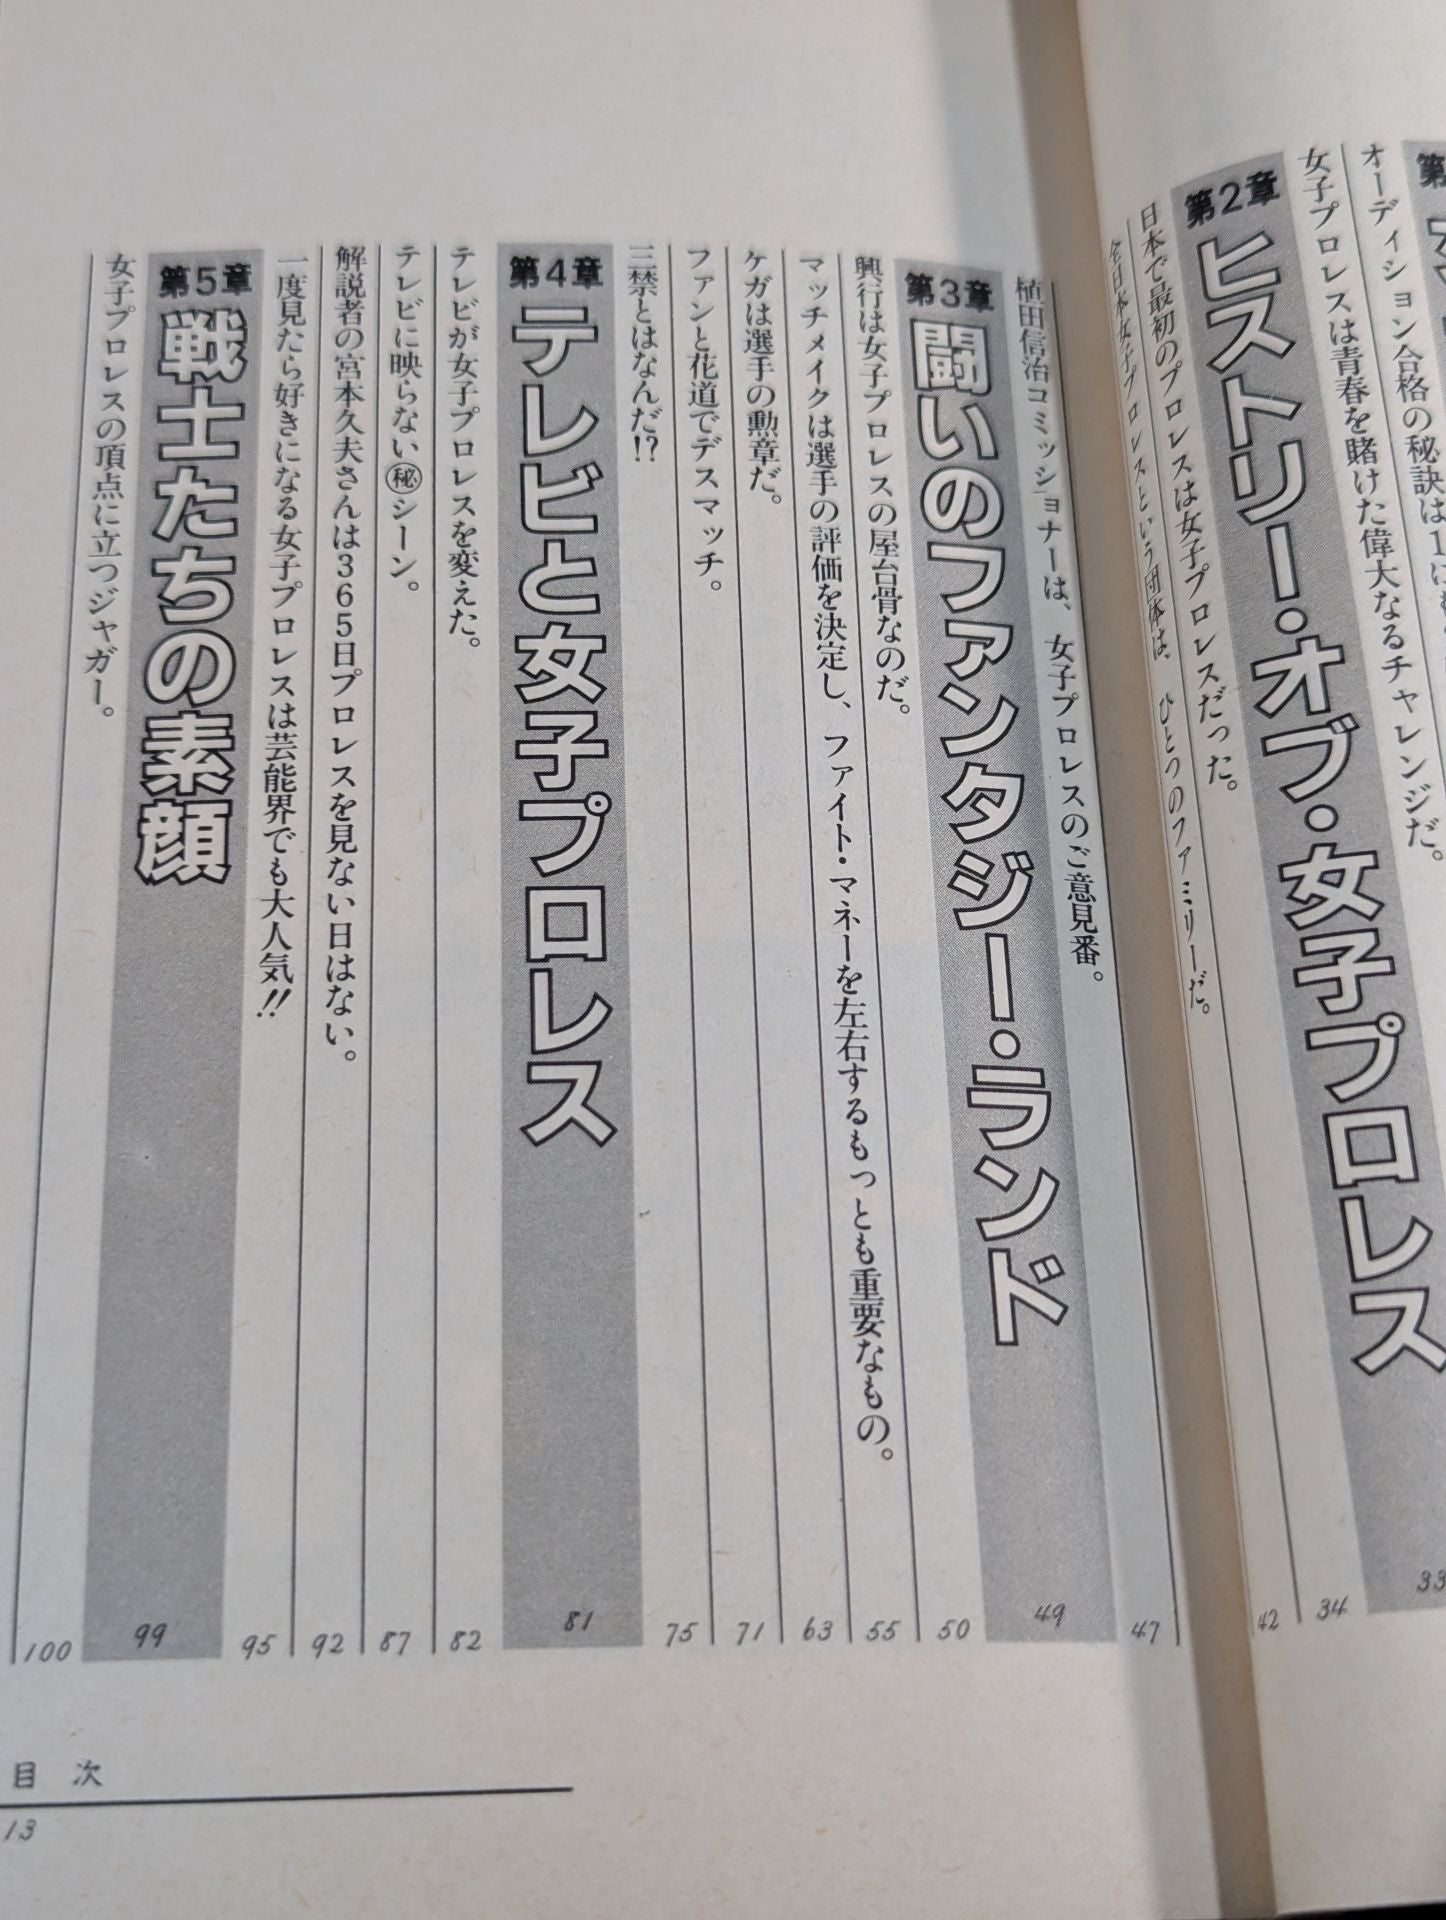 オーディション合格の秘訣は
女子プロレスは青春を賭けた偉大なるチャレンジだ。
33
第2章 ヒストリー・オブ・女子プロレス
34
日本で最初のプロレスは女子プロレスだった。
42
全日本女子プロレスという団体は、ひとつのファミリーだ。
47
植田信治コミッショナーは、女子プロレスのご意見番。
49
第3章 闘いのファンタジー・ランド
50
興行は女子プロレスの屋台骨なのだ。
55
マッチメイクは選手の評価を決定し、ファイト・マネーを左右するもっとも重要なもの。
63
ケガは選手の勲章だ。
71
ファンと花道でデスマッチ。
75
三禁とはなんだ!?
81
第4章 テレビと女子プロレス
82
テレビが女子プロレスを変えた。
87
テレビに映らない㊙シーン。
92
解説者の宮本久夫さんは365日プロレスを見ない日はない。
95
一度見たら好きになる女子プロレスは芸能界でも大人気!!
99
第5章 戦士たちの素顔
100
女子プロレスの頂点に立つジャガー。
目次
13